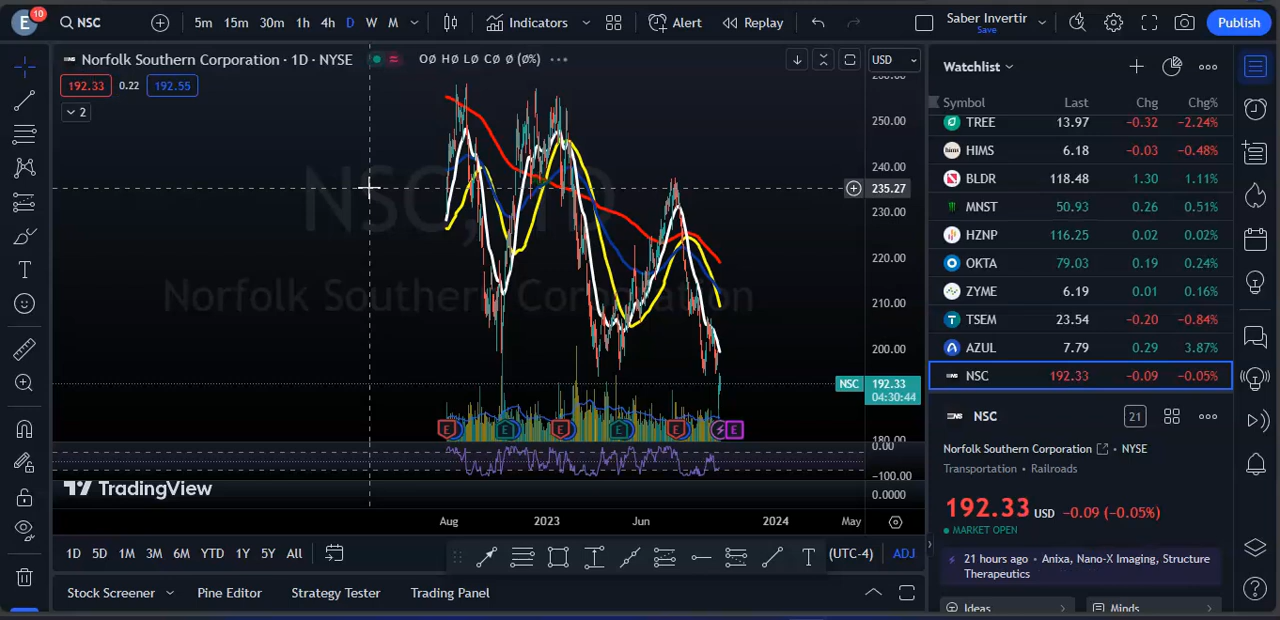 E 10 NSC 5m 15m 30m 1h 4h D W M Indicators Alert Replay Saber Invertir Save Publish
Norfolk Southern Corporation · 1D · NYSE OØ HØ LØ CØ Ø (Ø%) USD
192.33 0.22 192.55
2
NSC, 1D
Norfolk Southern Corporation
250.00
240.00
235.27
230.00
220.00
210.00
200.00
NSC 192.33
04:30:44
180.00
0.00
−100.00
0.0000
E E E E E E
TradingView
Aug 2023 Jun 2024 May
1D 5D 1M 3M 6M YTD 1Y 5Y All T (UTC-4) ADJ
Stock Screener Pine Editor Strategy Tester Trading Panel
Watchlist
Symbol Last Chg Chg%
TREE 13.97 −0.32 −2.24%
HIMS 6.18 −0.03 −0.48%
BLDR 118.48 1.30 1.11%
MNST 50.93 0.26 0.51%
HZNP 116.25 0.02 0.02%
OKTA 79.03 0.19 0.24%
ZYME 6.19 0.01 0.16%
TSEM 23.54 −0.20 −0.84%
AZUL 7.79 0.29 3.87%
NSC 192.33 −0.09 −0.05%
NSC 21
Norfolk Southern Corporation • NYSE
Transportation • Railroads
192.33 USD −0.09 (−0.05%)
MARKET OPEN
21 hours ago • Anixa, Nano-X Imaging, Structure
Therapeutics
Ideas Minds